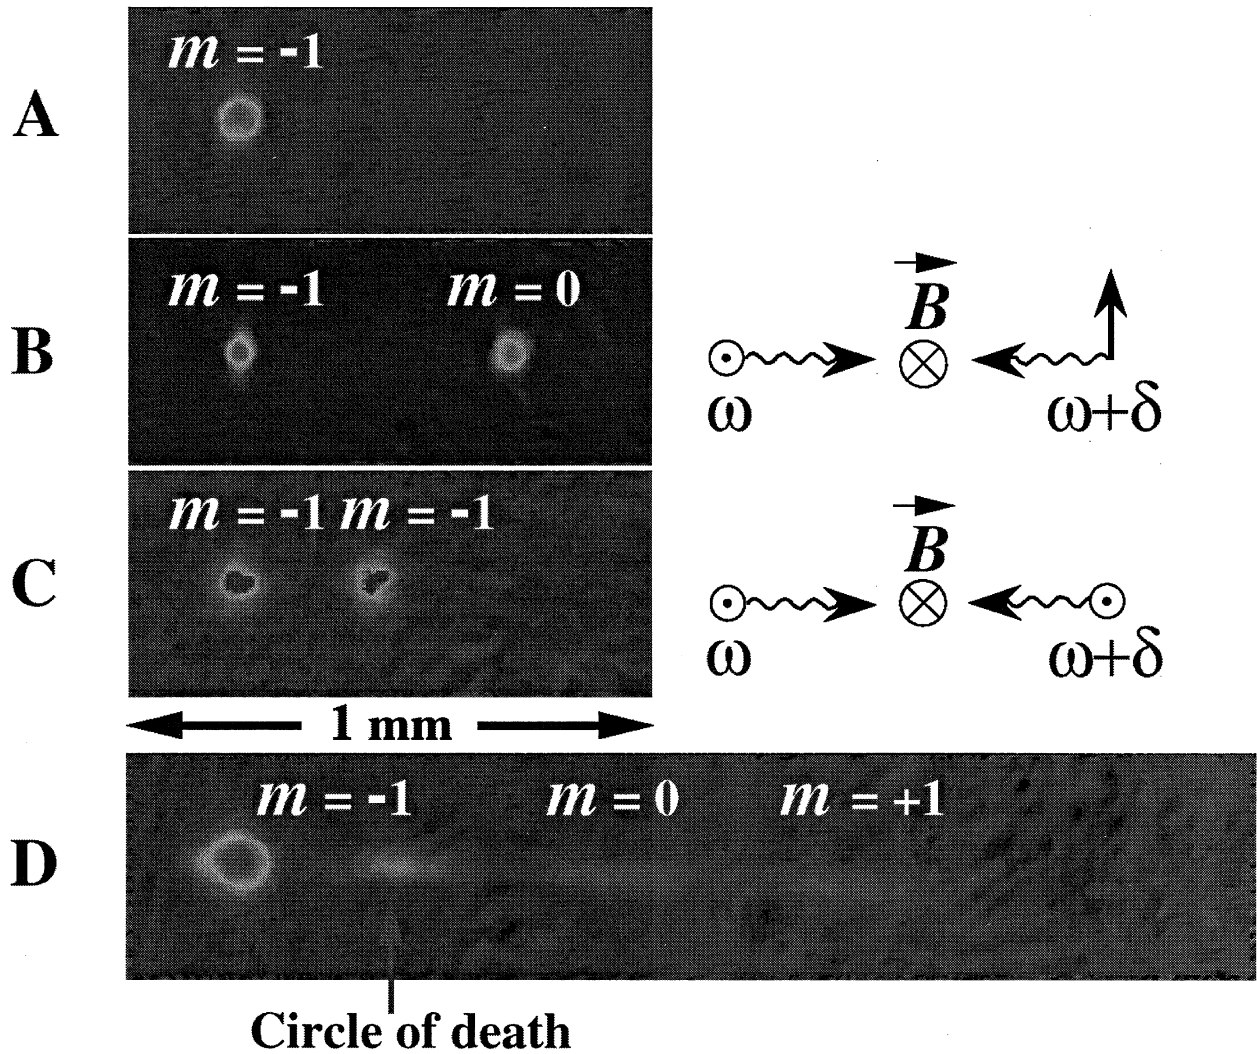 A
m = -1
B
m = -1 m = 0
B
ω ω+δ
C
m = -1 m = -1
B
ω ω+δ
1 mm
D
m = -1 m = 0 m = +1
Circle of death